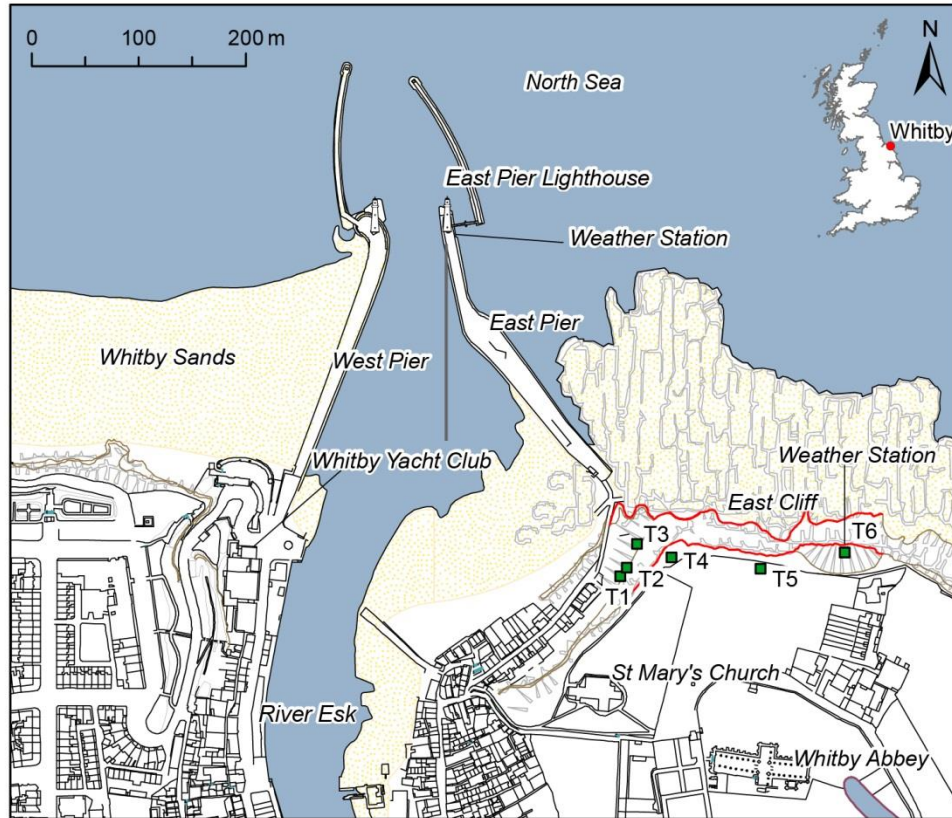 0 100 200 m
N
North Sea
Whitby
East Pier Lighthouse
Weather Station
East Pier
Whitby Sands
West Pier
Whitby Yacht Club
Weather Station
East Cliff
T3
T6
T4
T2
T5
T1
St Mary's Church
River Esk
Whitby Abbey